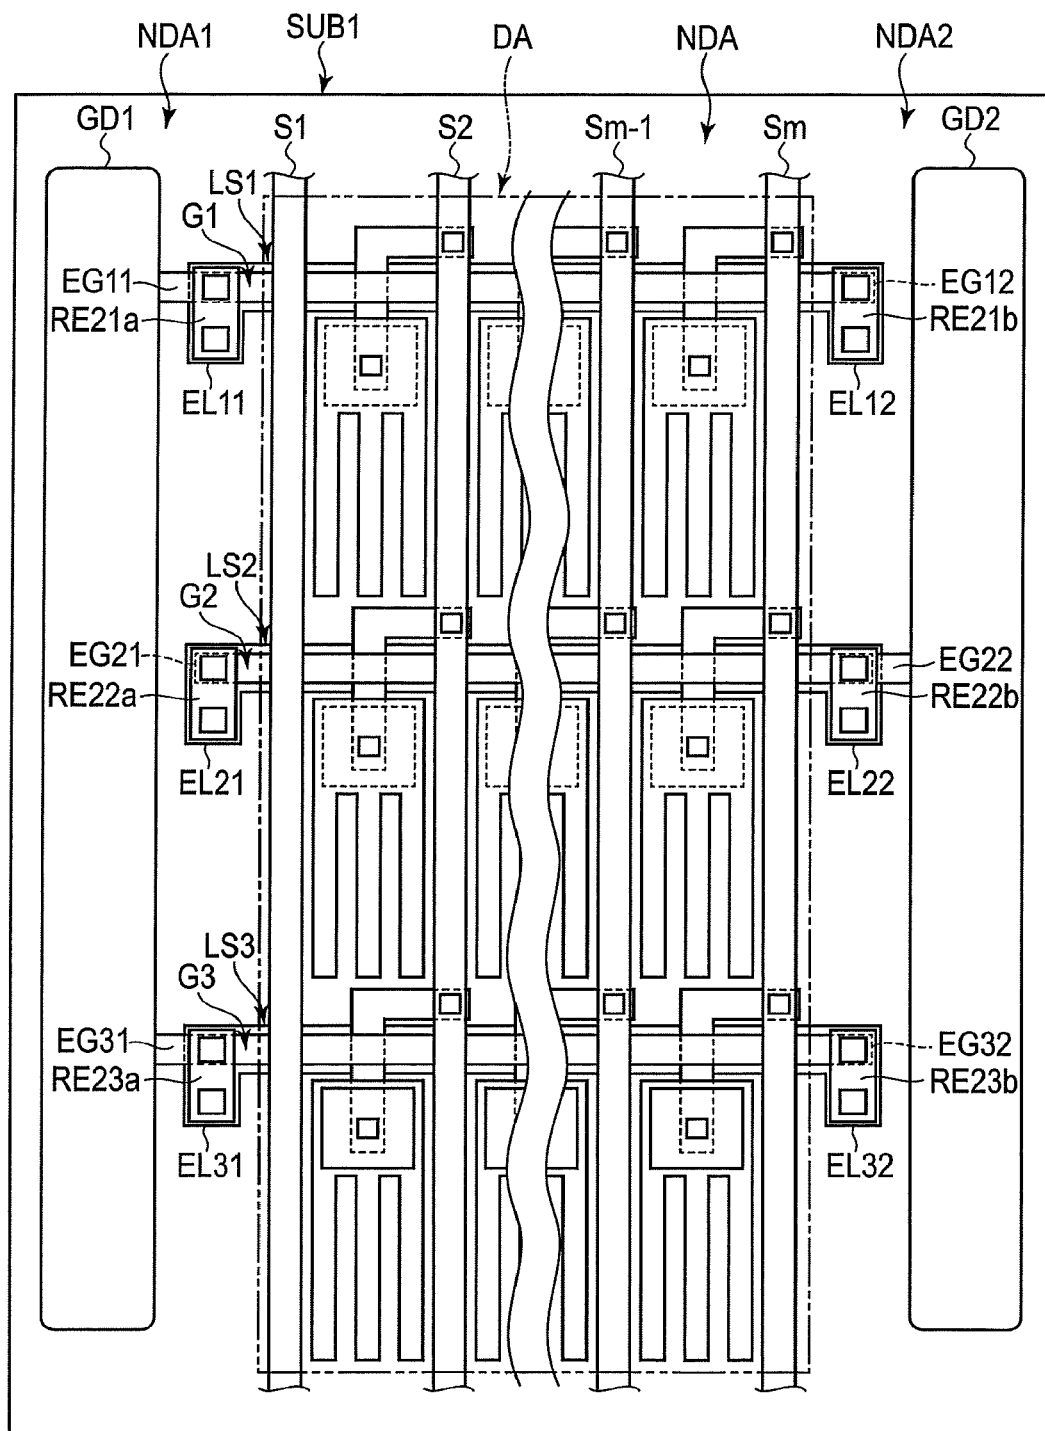 SUB1
NDA1 DA NDA NDA2
GD1 S1 S2 Sm-1 Sm GD2
LS1
G1
EG11 EG12
RE21a RE21b
EL11 EL12
LS2
G2
EG21 EG22
RE22a RE22b
EL21 EL22
LS3
G3
EG31 EG32
RE23a RE23b
EL31 EL32